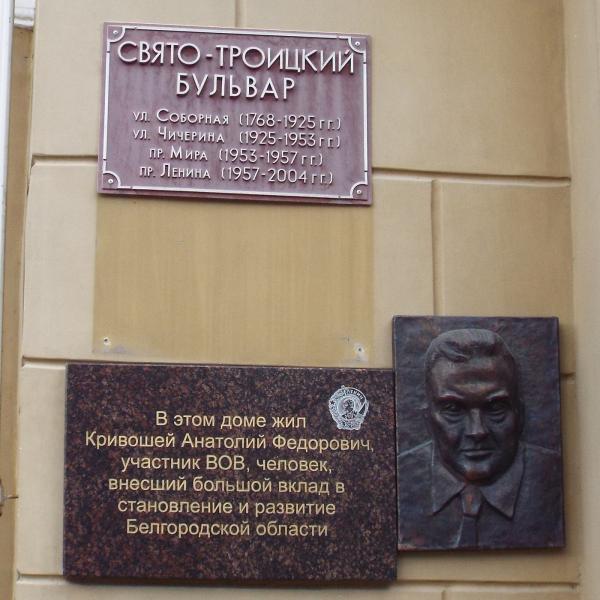 СВЯТО-ТРОИЦКИЙ
БУЛЬВАР
ул. Соборная (1768-1925 гг.)
ул. Чичерина (1925-1953 гг.)
пр. Мира (1953-1957 гг.)
пр. Ленина (1957-2004 гг.)
В этом доме жил
Кривошей Анатолий Федорович,
участник ВОВ, человек,
внесший большой вклад в
становление и развитие
Белгородской области